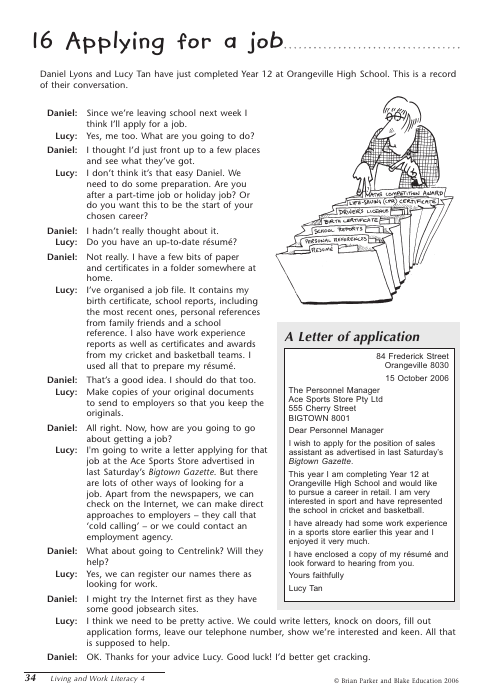 16 Applying for a job
Daniel Lyons and Lucy Tan have just completed Year 12 at Orangeville High School. This is a record
of their conversation.
Daniel: Since we're leaving school next week I
think I'll apply for a job.
Lucy: Yes, me too. What are you going to do?
Daniel: I thought I'd just front up to a few places
and see what they've got.
Lucy: I don't think it's that easy Daniel. We
need to do some preparation. Are you
after a part-time job or holiday job? Or
do you want this to be the start of your
chosen career?
Daniel: I hadn't really thought about it.
Lucy: Do you have an up-to-date résumé?
Daniel: Not really. I have a few bits of paper
and certificates in a folder somewhere at
home.
Lucy: I've organised a job file. It contains my
birth certificate, school reports, including
the most recent ones, personal references
from family friends and a school
reference. I also have work experience
reports as well as certificates and awards
from my cricket and basketball teams. I
used all that to prepare my résumé.
Daniel: That's a good idea. I should do that too.
Lucy: Make copies of your original documents
to send to employers so that you keep the
originals.
Daniel: All right. Now, how are you going to go
about getting a job?
Lucy: I'm going to write a letter applying for that
job at the Ace Sports Store advertised in
last Saturday's Bigtown Gazette. But there
are lots of other ways of looking for a
job. Apart from the newspapers, we can
check on the Internet, we can make direct
approaches to employers – they call that
'cold calling' – or we could contact an
employment agency.
Daniel: What about going to Centrelink? Will they
help?
Lucy: Yes, we can register our names there as
looking for work.
Daniel: I might try the Internet first as they have
some good jobsearch sites.
Lucy: I think we need to be pretty active. We could write letters, knock on doors, fill out
application forms, leave our telephone number, show we're interested and keen. All that
is supposed to help.
Daniel: OK. Thanks for your advice Lucy. Good luck! I'd better get cracking.
MATHS COMPETITION AWARD
LIFE-SAVING (CPR) CERTIFICATE
DRIVERS LICENCE
BIRTH CERTIFICATE
SCHOOL REPORTS
PERSONAL REFERENCES
RESUMÉ
A Letter of application
84 Frederick Street
Orangeville 8030
15 October 2006
The Personnel Manager
Ace Sports Store Pty Ltd
555 Cherry Street
BIGTOWN 8001
Dear Personnel Manager
I wish to apply for the position of sales
assistant as advertised in last Saturday's
Bigtown Gazette.
This year I am completing Year 12 at
Orangeville High School and would like
to pursue a career in retail. I am very
interested in sport and have represented
the school in cricket and basketball.
I have already had some work experience
in a sports store earlier this year and I
enjoyed it very much.
I have enclosed a copy of my résumé and
look forward to hearing from you.
Yours faithfully
Lucy Tan
34 Living and Work Literacy 4
© Brian Parker and Blake Education 2006